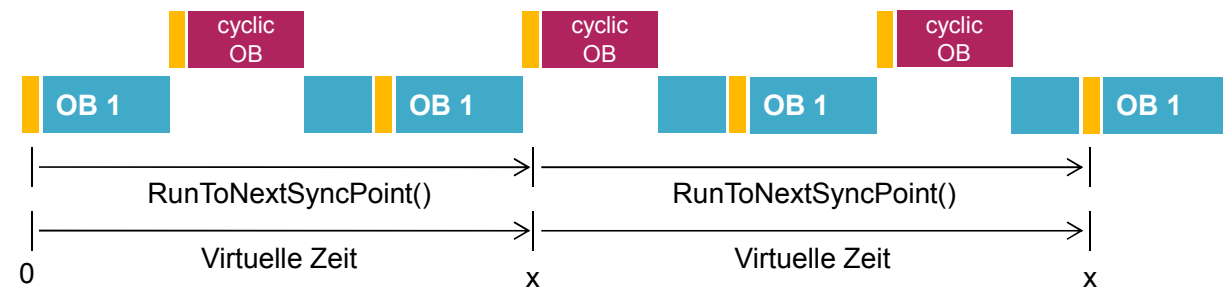 cyclic
OB
cyclic
OB
cyclic
OB
OB 1
OB 1
OB 1
OB 1
RunToNextSyncPoint()
RunToNextSyncPoint()
Virtuelle Zeit
Virtuelle Zeit
0
x
x